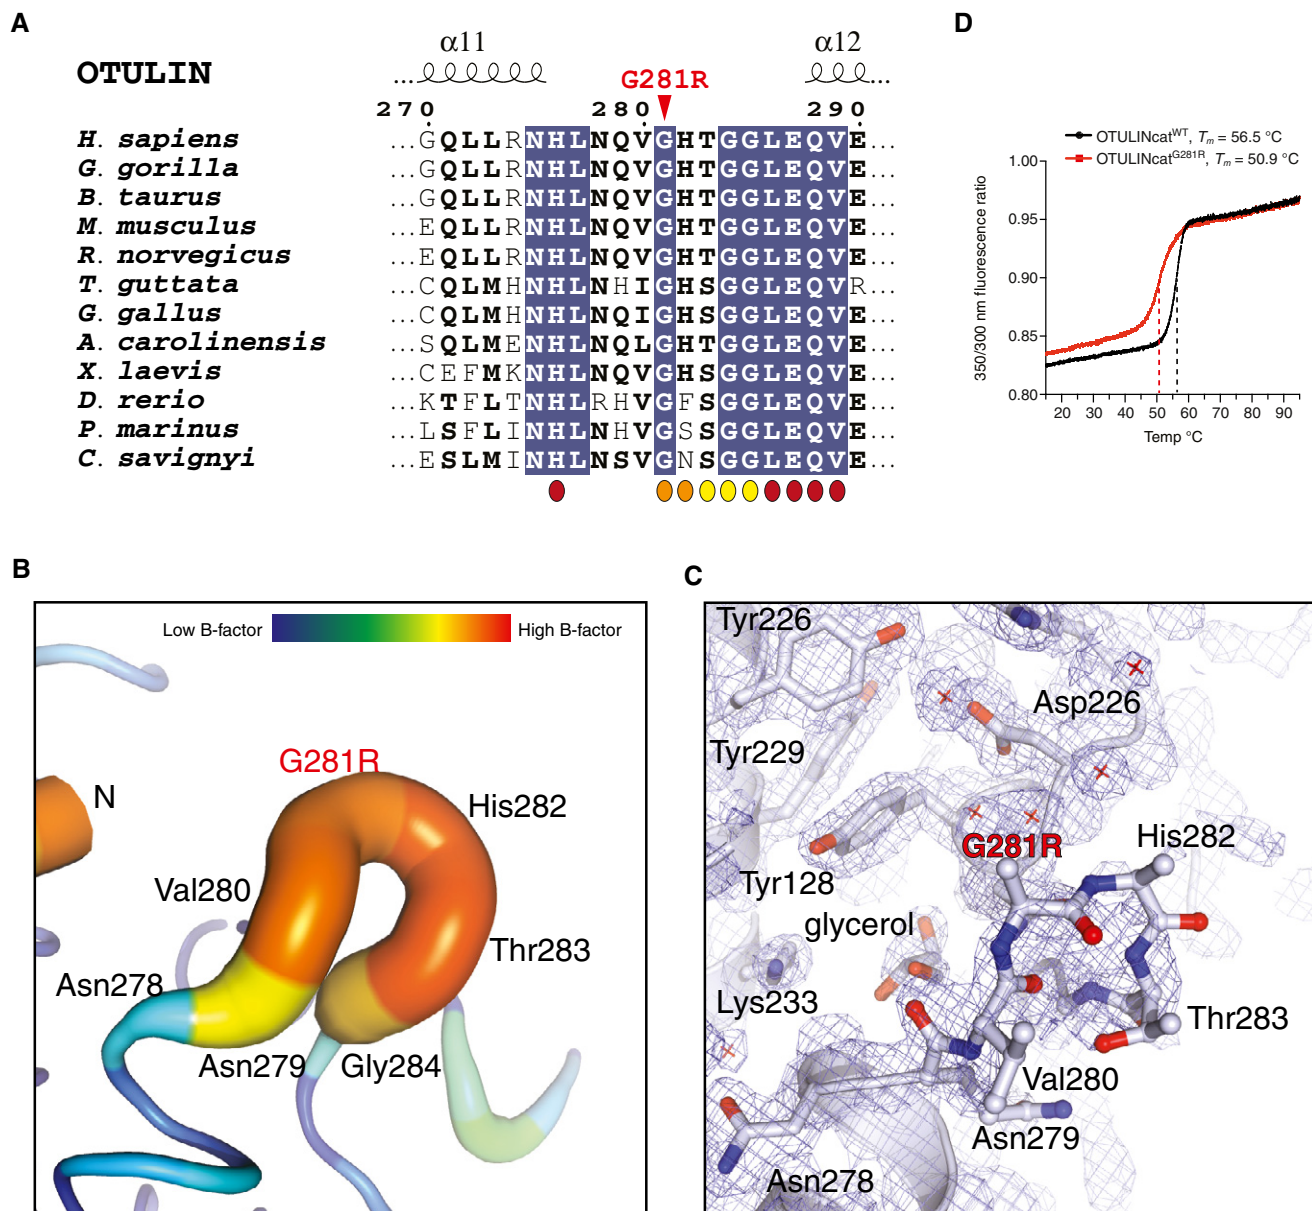 A
α11
α12
OTULIN
G281R
270 280 290
H. sapiens ...GQLLRNHLNQVGHTGGLEQVE...
G. gorilla ...GQLLRNHLNQVGHTGGLEQVE...
B. taurus ...GQLLRNHLNQVGHTGGLEQVE...
M. musculus ...EQLLRNHLNQVGHTGGLEQVE...
R. norvegicus ...EQLLRNHLNQVGHTGGLEQVE...
T. guttata ...CQLMHNHLNHIGHSGGLEQVR...
G. gallus ...CQLMHNHLNQIGHSGGLEQVE...
A. carolinensis ...SQLMENHLNQLGHTGGLEQVE...
X. laevis ...CEFMKNHLNQVGHSGGLEQVE...
D. rerio ...KTFLTNHLRHVGFSGGLEQVE...
P. marinus ...LSFLINHLNHVGSSGGLEQVE...
C. savignyi ...ESLMINHLNSVGNSGGLEQVE...
D
OTULINcatWT, Tm = 56.5 °C
OTULINcatG281R, Tm = 50.9 °C
350/300 nm fluorescence ratio
1.00
0.95
0.90
0.85
0.80
20 30 40 50 60 70 80 90
Temp °C
B
Low B-factor
High B-factor
G281R
N
His282
Val280
Thr283
Asn278
Asn279
Gly284
C
Tyr226
Asp226
Tyr229
G281R
His282
Tyr128
glycerol
Lys233
Thr283
Val280
Asn279
Asn278